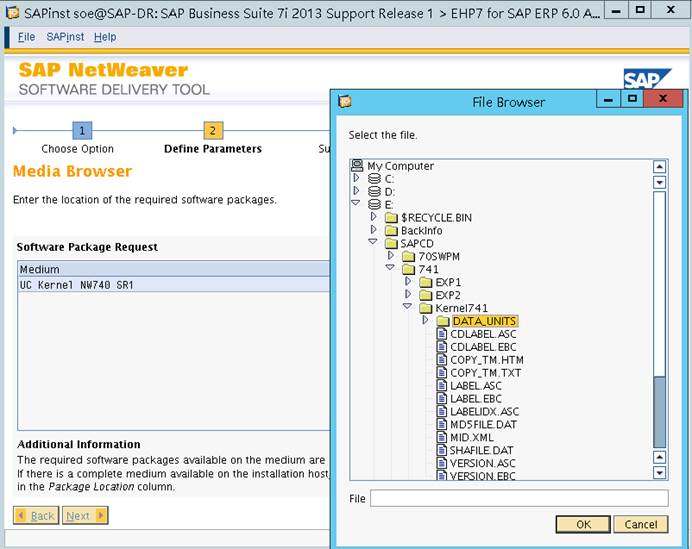 SAPinst soe@SAP-DR: SAP Business Suite 7i 2013 Support Release 1 > EHP7 for SAP ERP 6.0 A...
File SAPinst Help
SAP NetWeaver
SOFTWARE DELIVERY TOOL
SAP
1
Choose Option
2
Define Parameters
Su
Media Browser
Enter the location of the required software packages.
Software Package Request
Medium
UC Kernel NW740 SR1
Additional Information
The required software packages available on the medium are
If there is a complete medium available on the installation host,
in the Package Location column.
Back Next
File Browser
Select the file.
My Computer
C:
D:
E:
$RECYCLE.BIN
BackInfo
SAPCD
70SWPM
741
EXP1
EXP2
Kernel741
DATA_UNITS
CDLABEL.ASC
CDLABEL.EBC
COPY_TM.HTM
COPY_TM.TXT
LABEL.ASC
LABEL.EBC
LABELIDX.ASC
MD5FILE.DAT
MID.XML
SHAFILE.DAT
VERSION.ASC
VERSION.EBC
File
OK Cancel